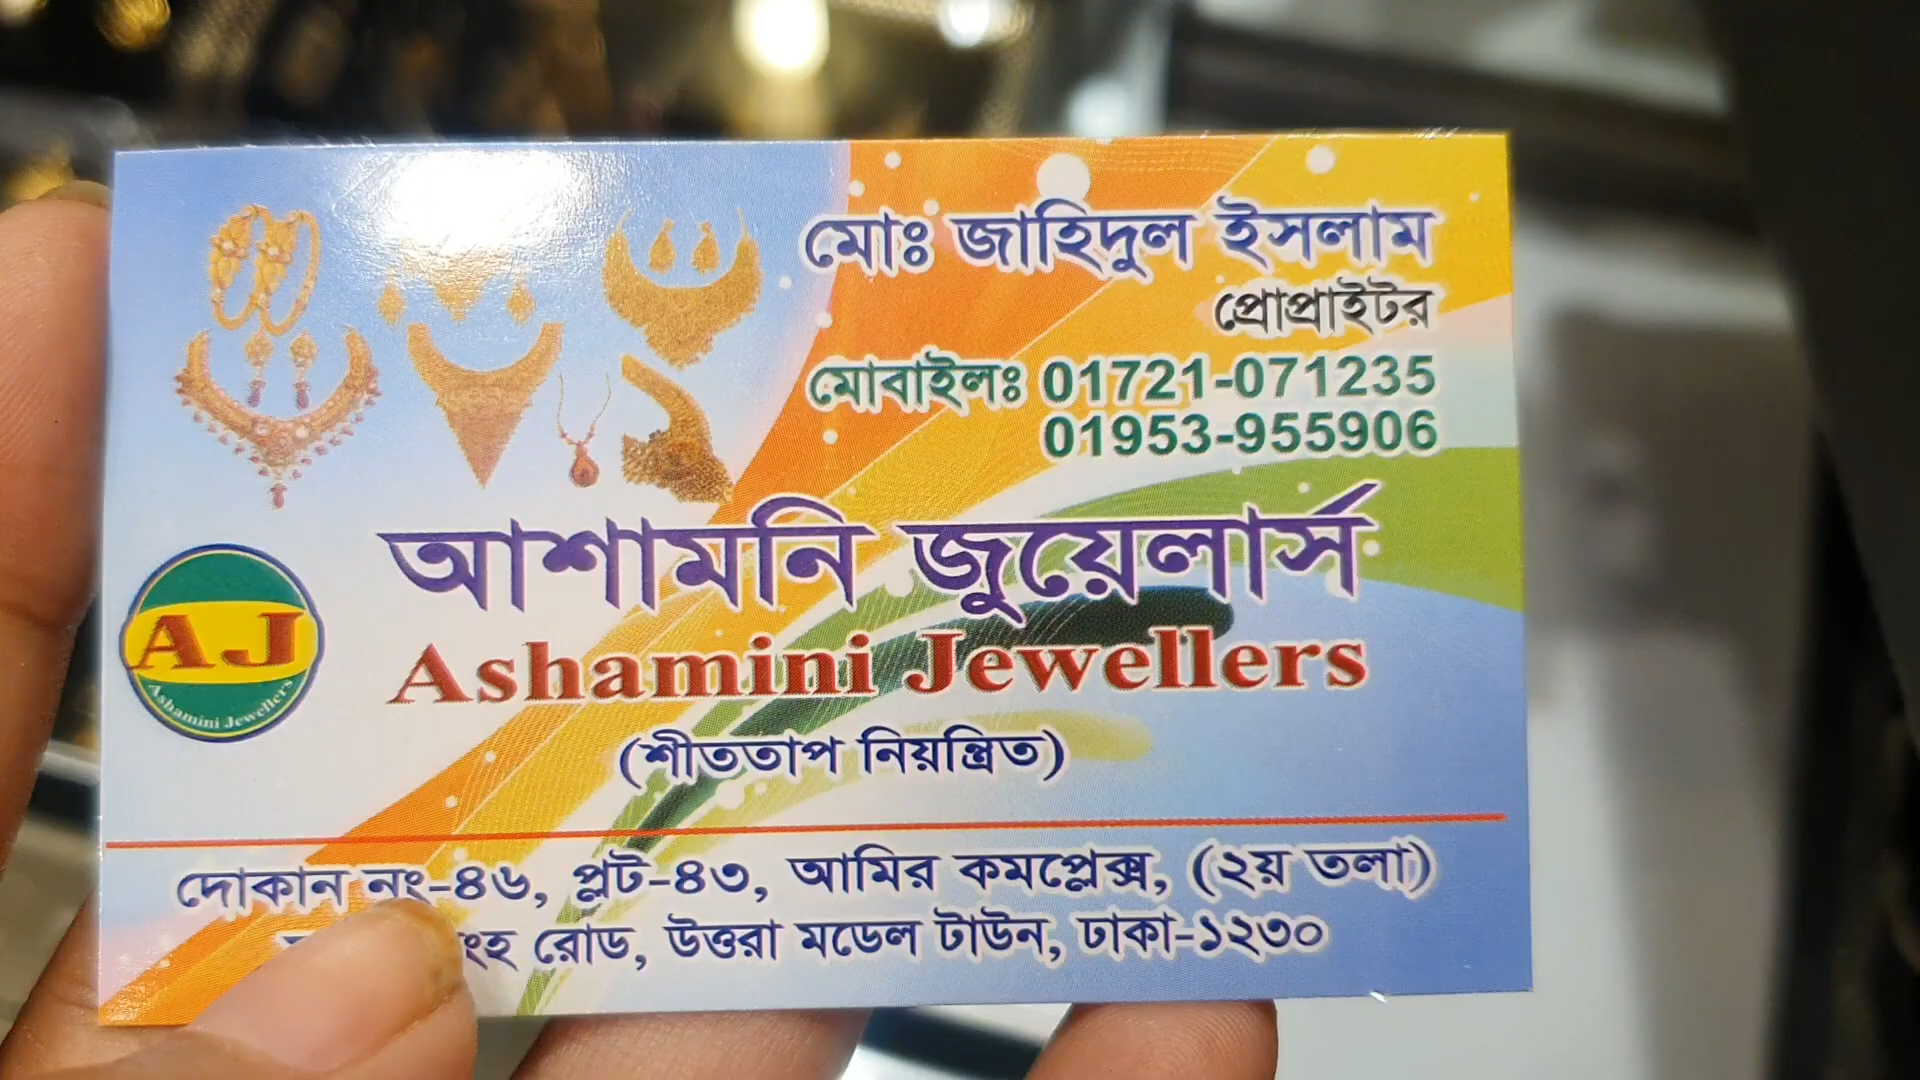 মোঃ জাহিদুল ইসলাম
প্রোপ্রাইটর
মোবাইলঃ 01721-071235
01953-955906
আশামনি জুয়েলার্স
AJ
Ashamini Jewellers
Ashamini Jewellers
(শীততাপ নিয়ন্ত্রিত)
দোকান নং-৪৬, প্লট-৪৩, আমির কমপ্লেক্স, (২য় তলা)
রোড, উত্তরা মডেল টাউন, ঢাকা-১২৩০